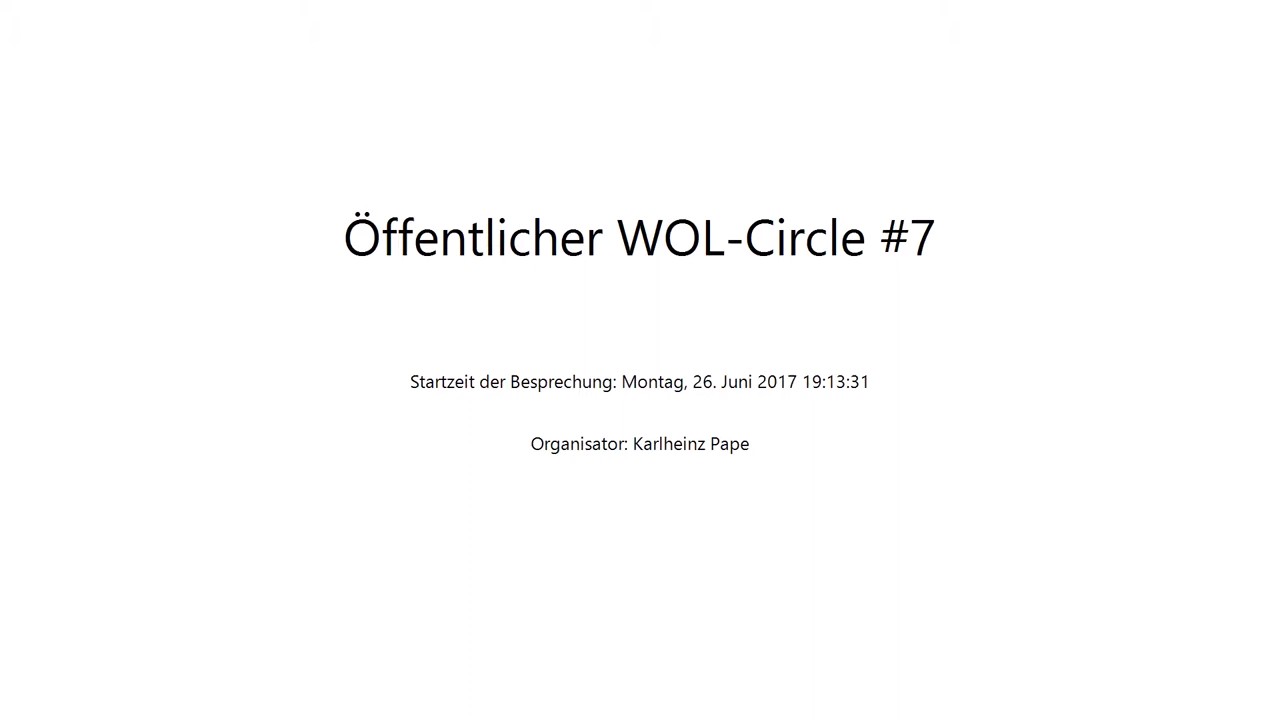 Öffentlicher WOL-Circle #7
Startzeit der Besprechung: Montag, 26. Juni 2017 19:13:31
Organisator: Karlheinz Pape